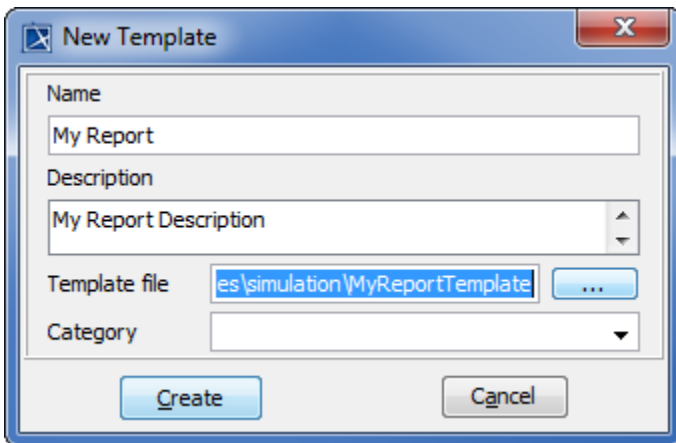 New Template
Name
My Report
Description
My Report Description
Template file es\simulation\MyReportTemplate ...
Category
Create Cancel